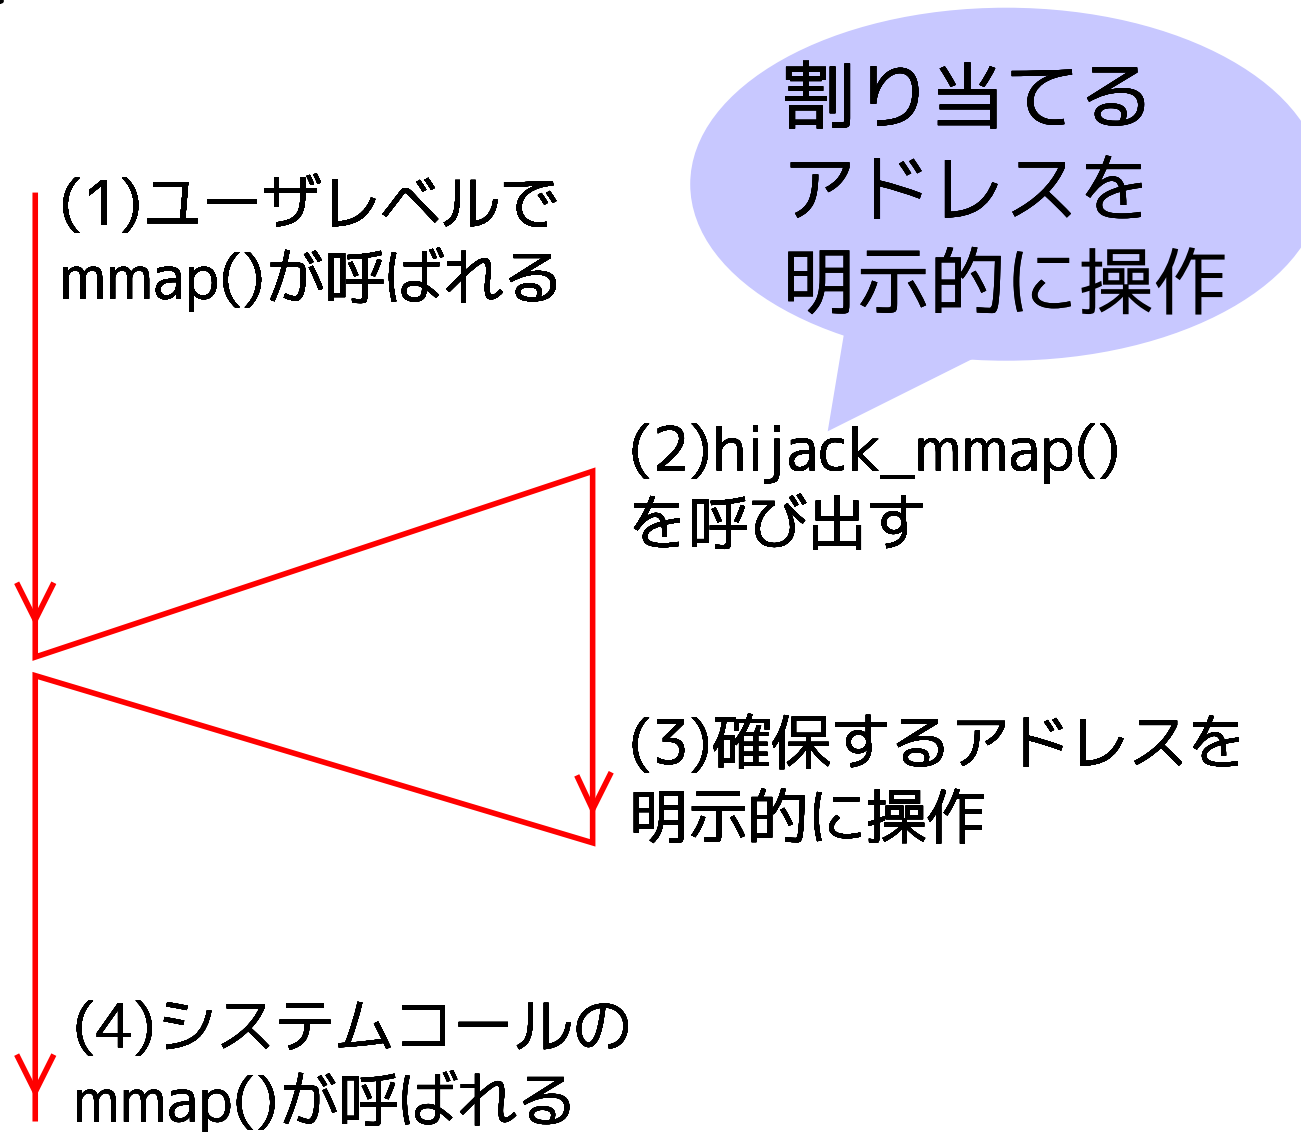 割り当てる
アドレスを
明示的に操作
(1)ユーザレベルで
mmap()が呼ばれる
(2)hijack_mmap()
を呼び出す
(3)確保するアドレスを
明示的に操作
(4)システムコールの
mmap()が呼ばれる